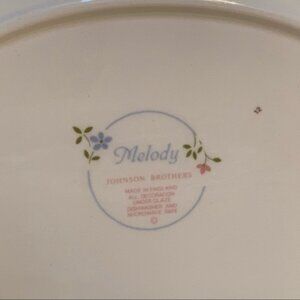 Melody
JOHNSON BROTHERS
MADE IN ENGLAND
ALL DECORATION
UNDER GLAZE
DISHWASHER AND
MICROWAVE SAFE